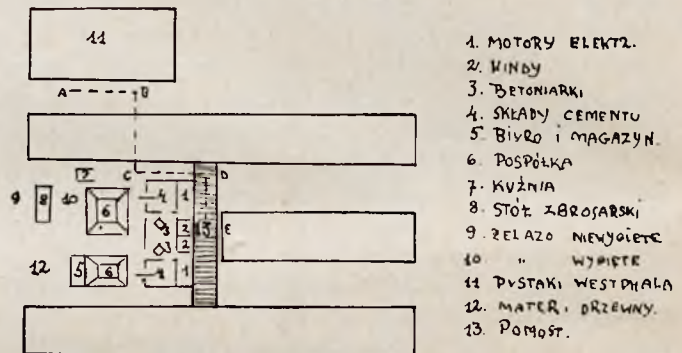 11
A B
C D
9 8 10 7 6 4 1
3 2 13 E
3 2
12 5 6 4 1
1. MOTORY ELEKTR.
2. WINDY
3. BETONIARKI
4. SKŁADY CEMENTU
5. BIURO i MAGAZYN.
6. POSPÓŁKA
7. KUŹNIA
8. STÓŁ ZBROJARSKI
9. ŻELAZO NIEWYGIĘTE
10 " WYGIĘTE
11 PUSTAKI WESTPHALA
12. MATER. DRZEWNY.
13. POMOST.